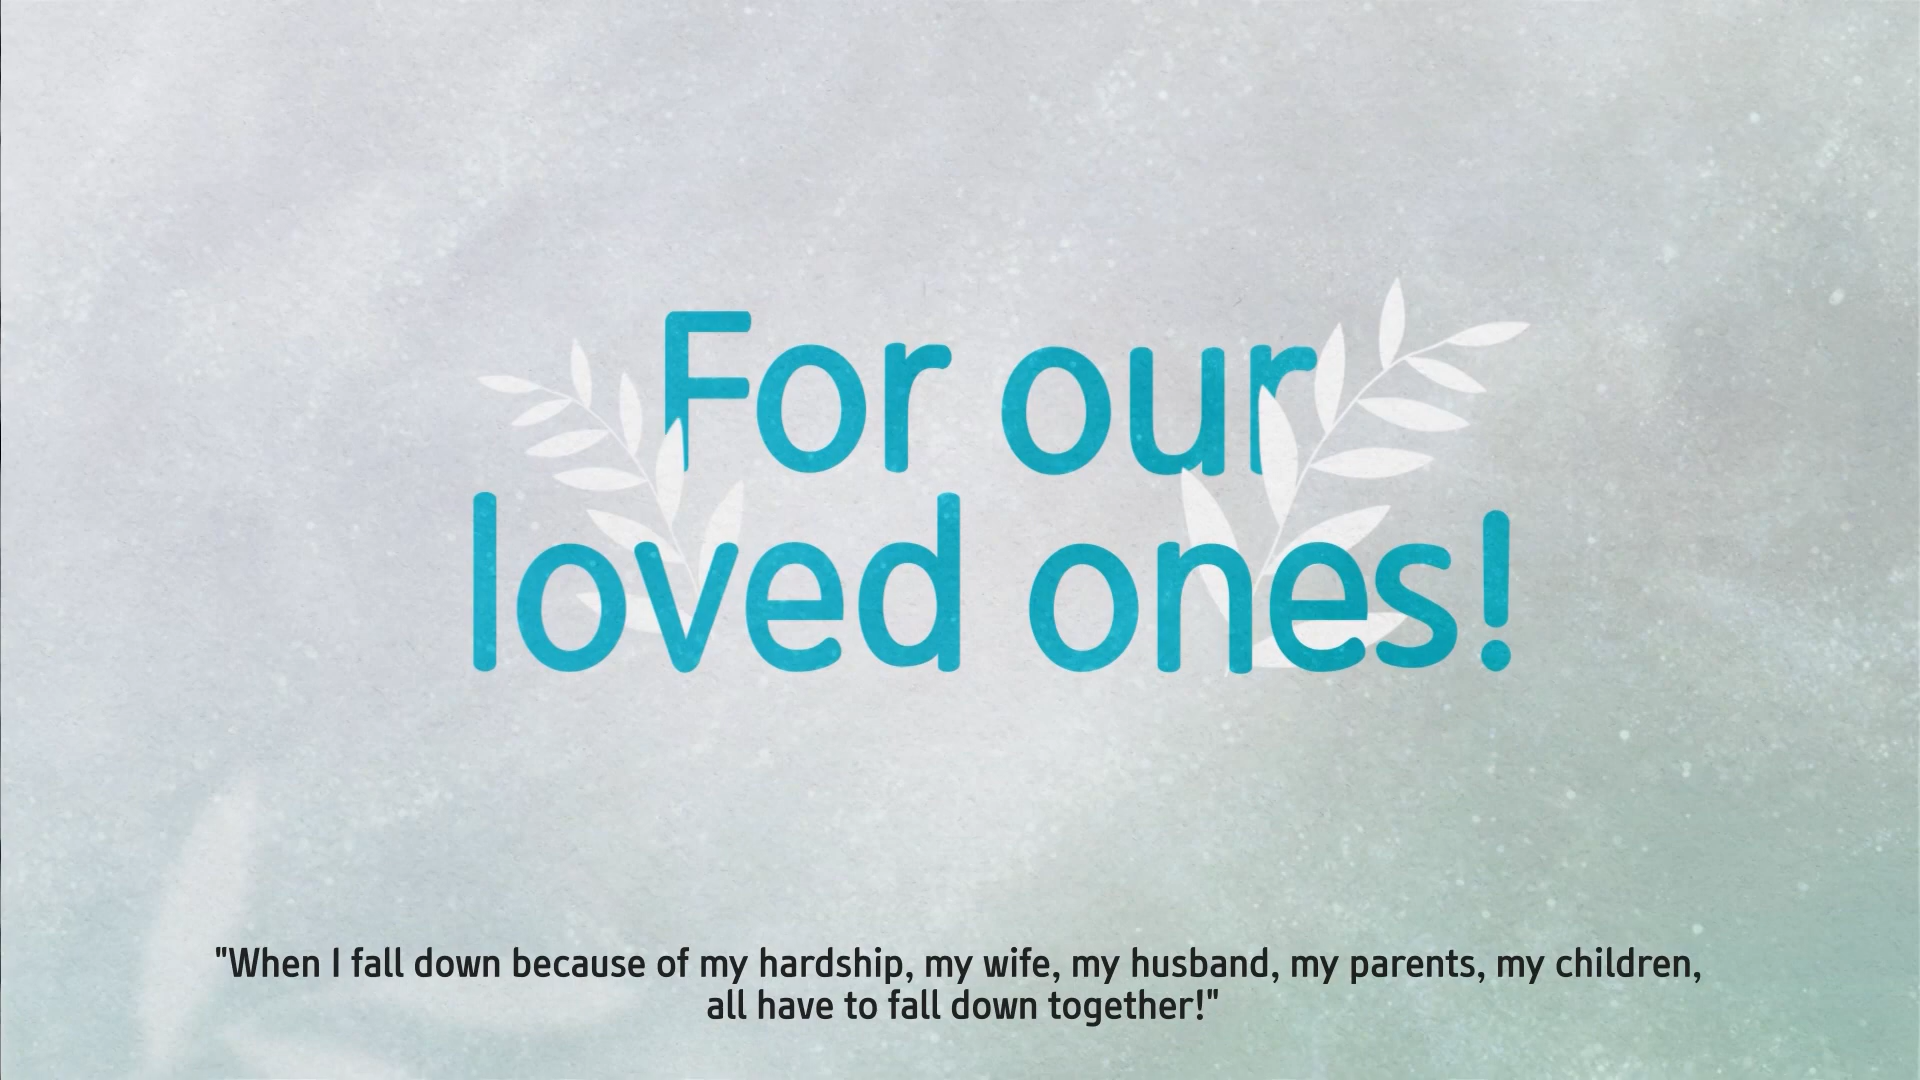 For our
loved ones!
"When I fall down because of my hardship, my wife, my husband, my parents, my children,
all have to fall down together!"